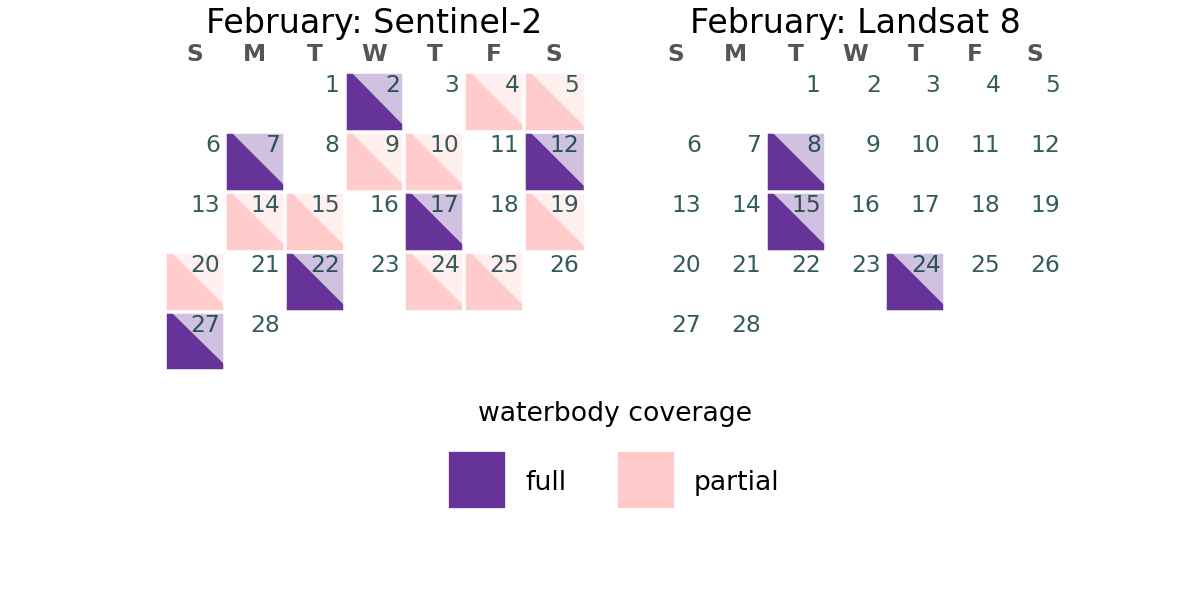 February: Sentinel-2
S M T W T F S
1 2 3 4 5
6 7 8 9 10 11 12
13 14 15 16 17 18 19
20 21 22 23 24 25 26
27 28
February: Landsat 8
S M T W T F S
1 2 3 4 5
6 7 8 9 10 11 12
13 14 15 16 17 18 19
20 21 22 23 24 25 26
27 28
waterbody coverage
full partial